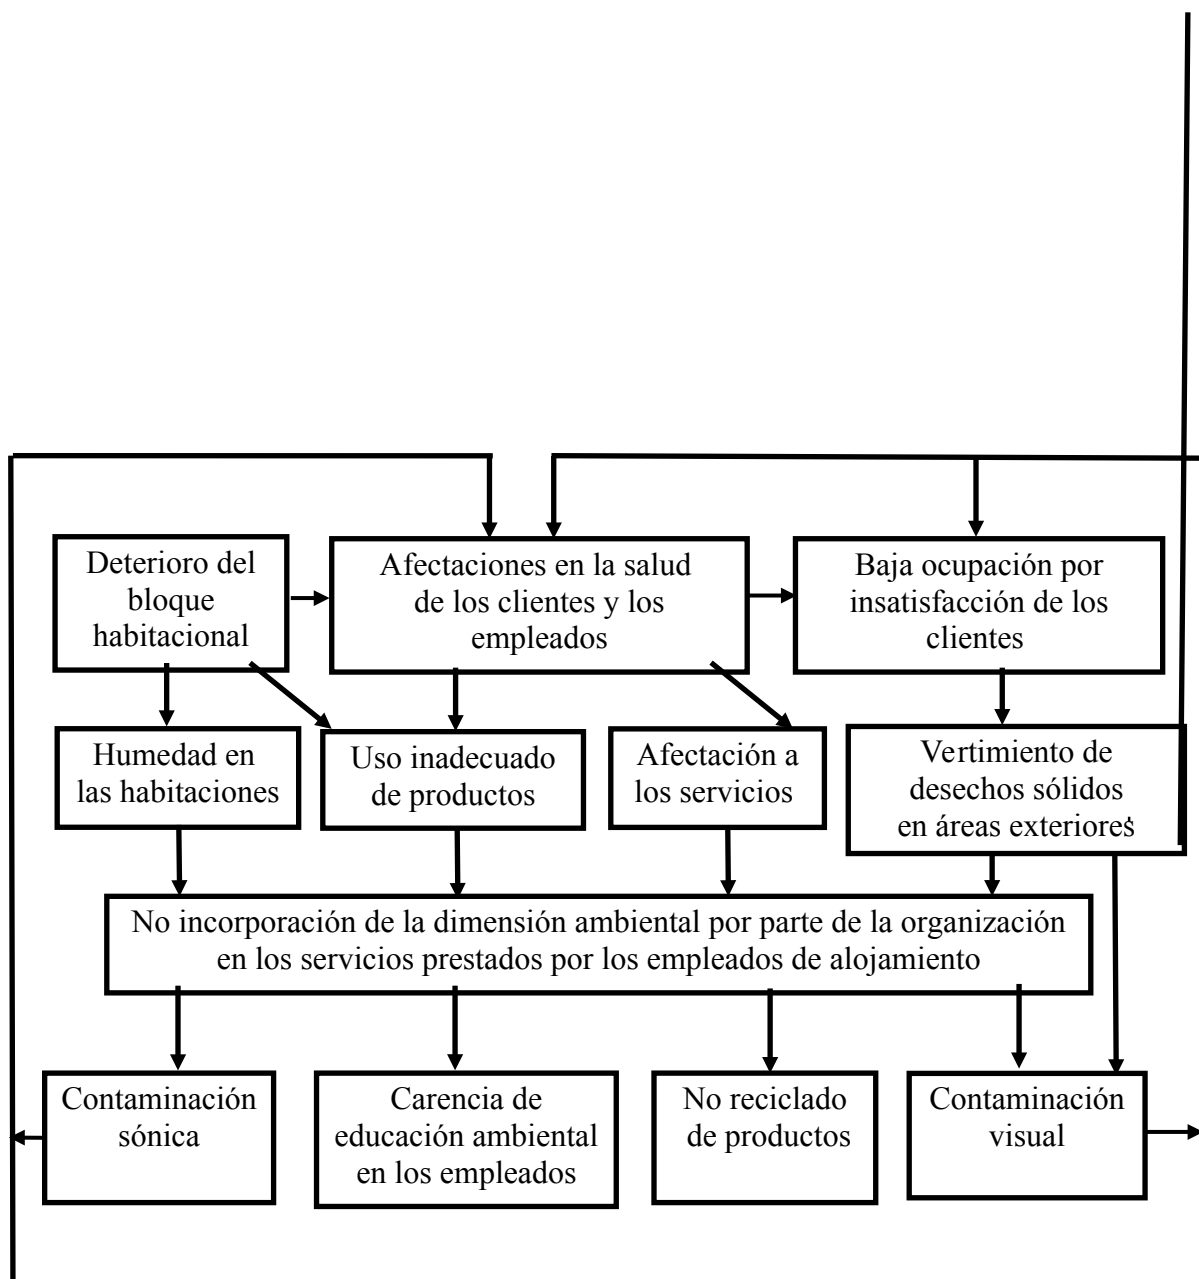 Deterioro del
bloque
habitacional
Afectaciones en la salud
de los clientes y los
empleados
Baja ocupación por
insatisfacción de los
clientes
Humedad en
las habitaciones
Uso inadecuado
de productos
Afectación a
los servicios
Vertimiento de
desechos sólidos
en áreas exteriores
No incorporación de la dimensión ambiental por parte de la organización
en los servicios prestados por los empleados de alojamiento
Contaminación
sónica
Carencia de
educación ambiental
en los empleados
No reciclado
de productos
Contaminación
visual